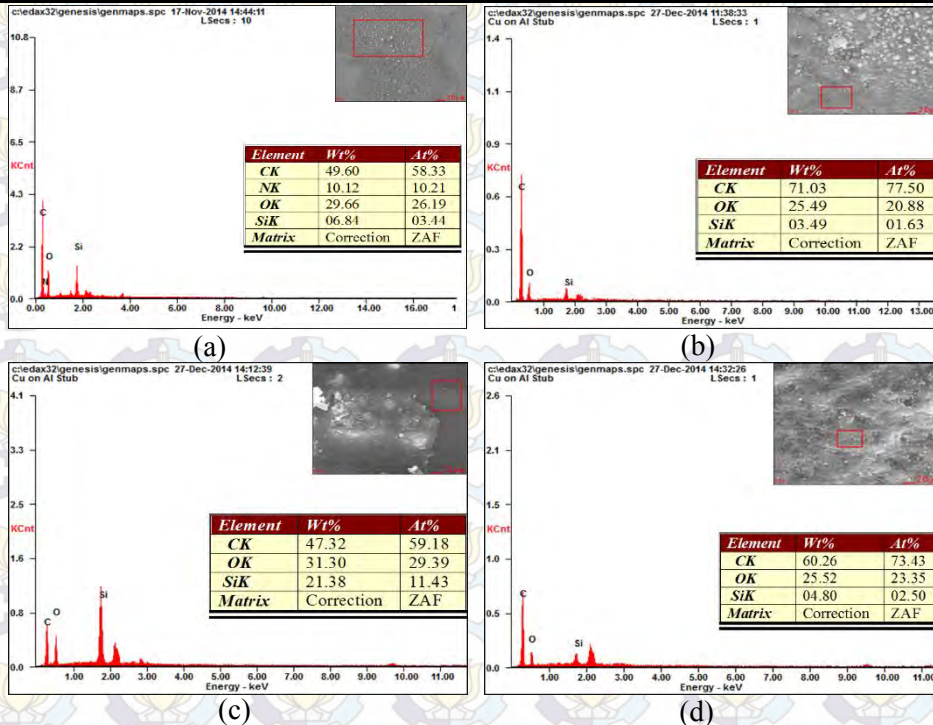 c:\edax32\genesis\genmaps.spc 17-Nov-2014 14:44:11
LSecs : 10
10.8
8.7
6.5
KCnt
4.3
2.2
0.0
C
O
N
Si
Element Wt% At%
CK 49.60 58.33
NK 10.12 10.21
OK 29.66 26.19
SiK 06.84 03.44
Matrix Correction ZAF
0.00 2.00 4.00 6.00 8.00 10.00 12.00 14.00 16.00 1
Energy - keV
(a)
c:\edax32\genesis\genmaps.spc 27-Dec-2014 11:38:33
Cu on Al Stub LSecs : 1
1.4
1.1
0.9
KCnt
0.6
0.3
0.0
C
O
Si
Element Wt% At%
CK 71.03 77.50
OK 25.49 20.88
SiK 03.49 01.63
Matrix Correction ZAF
1.00 2.00 3.00 4.00 5.00 6.00 7.00 8.00 9.00 10.00 11.00 12.00 13.00
Energy - keV
(b)
c:\edax32\genesis\genmaps.spc 27-Dec-2014 14:12:39
Cu on Al Stub LSecs : 2
4.1
3.3
2.5
KCnt
1.6
0.8
0.0
C
O
Si
Element Wt% At%
CK 47.32 59.18
OK 31.30 29.39
SiK 21.38 11.43
Matrix Correction ZAF
1.00 2.00 3.00 4.00 5.00 6.00 7.00 8.00 9.00 10.00 11.00
Energy - keV
(c)
c:\edax32\genesis\genmaps.spc 27-Dec-2014 14:32:26
Cu on Al Stub LSecs : 1
2.6
2.1
1.6
KCnt
1.0
0.5
0.0
C
O
Si
Element Wt% At%
CK 60.26 73.43
OK 25.52 23.35
SiK 04.80 02.50
Matrix Correction ZAF
1.00 2.00 3.00 4.00 5.00 6.00 7.00 8.00 9.00 10.00 11.00
Energy - keV
(d)